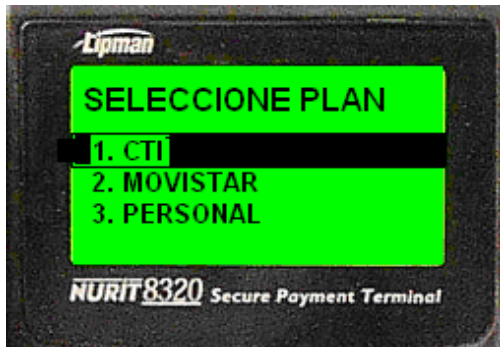 Lipman
SELECCIONE PLAN
1. CTI
2. MOVISTAR
3. PERSONAL
NURIT 8320 Secure Payment Terminal